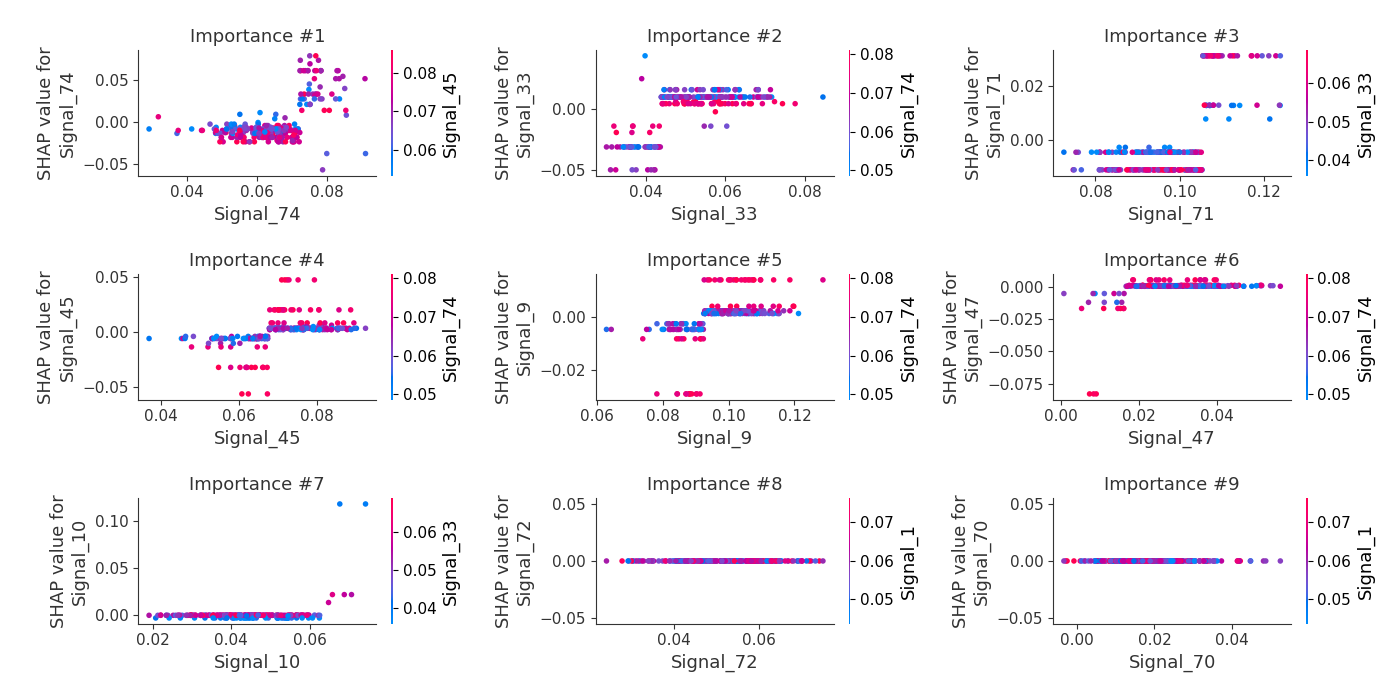 Importance #1
SHAP value for
Signal_74
0.05
0.00
−0.05
0.04
0.06
0.08
Signal_74
0.08
0.07
0.06
Signal_45
Importance #2
SHAP value for
Signal_33
0.00
−0.05
0.04
0.06
0.08
Signal_33
0.08
0.07
0.06
0.05
Signal_74
Importance #3
SHAP value for
Signal_71
0.02
0.00
0.08
0.10
0.12
Signal_71
0.06
0.05
0.04
Signal_33
Importance #4
SHAP value for
Signal_45
0.05
0.00
−0.05
0.04
0.06
0.08
Signal_45
0.08
0.07
0.06
0.05
Signal_74
Importance #5
SHAP value for
Signal_9
0.00
−0.02
0.06
0.08
0.10
0.12
Signal_9
0.08
0.07
0.06
0.05
Signal_74
Importance #6
SHAP value for
Signal_47
0.000
−0.025
−0.050
−0.075
0.00
0.02
0.04
Signal_47
0.08
0.07
0.06
0.05
Signal_74
Importance #7
SHAP value for
Signal_10
0.10
0.05
0.00
0.02
0.04
0.06
Signal_10
0.06
0.05
0.04
Signal_33
Importance #8
SHAP value for
Signal_72
0.05
0.00
−0.05
0.04
0.06
Signal_72
0.07
0.06
0.05
Signal_1
Importance #9
SHAP value for
Signal_70
0.05
0.00
−0.05
0.00
0.02
0.04
Signal_70
0.07
0.06
0.05
Signal_1